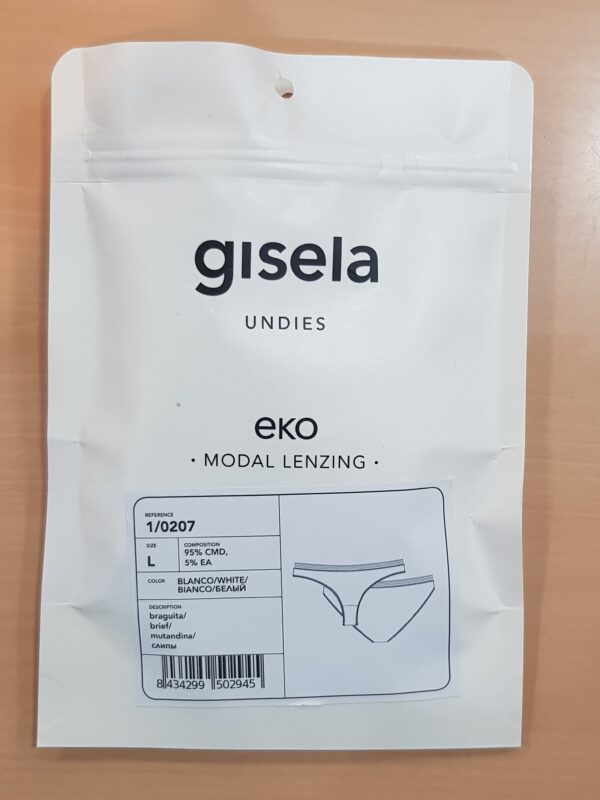 gisela
UNDIES
eko
• MODAL LENZING •
REFERENCE
1/0207
SIZE
L
COMPOSITION
95% CMD,
5% EA
COLOR
BLANCO/WHITE/
BIANCO/БЕЛЫЙ
DESCRIPTION
braguita/
brief/
mutandina/
слипы
8 434299 502945